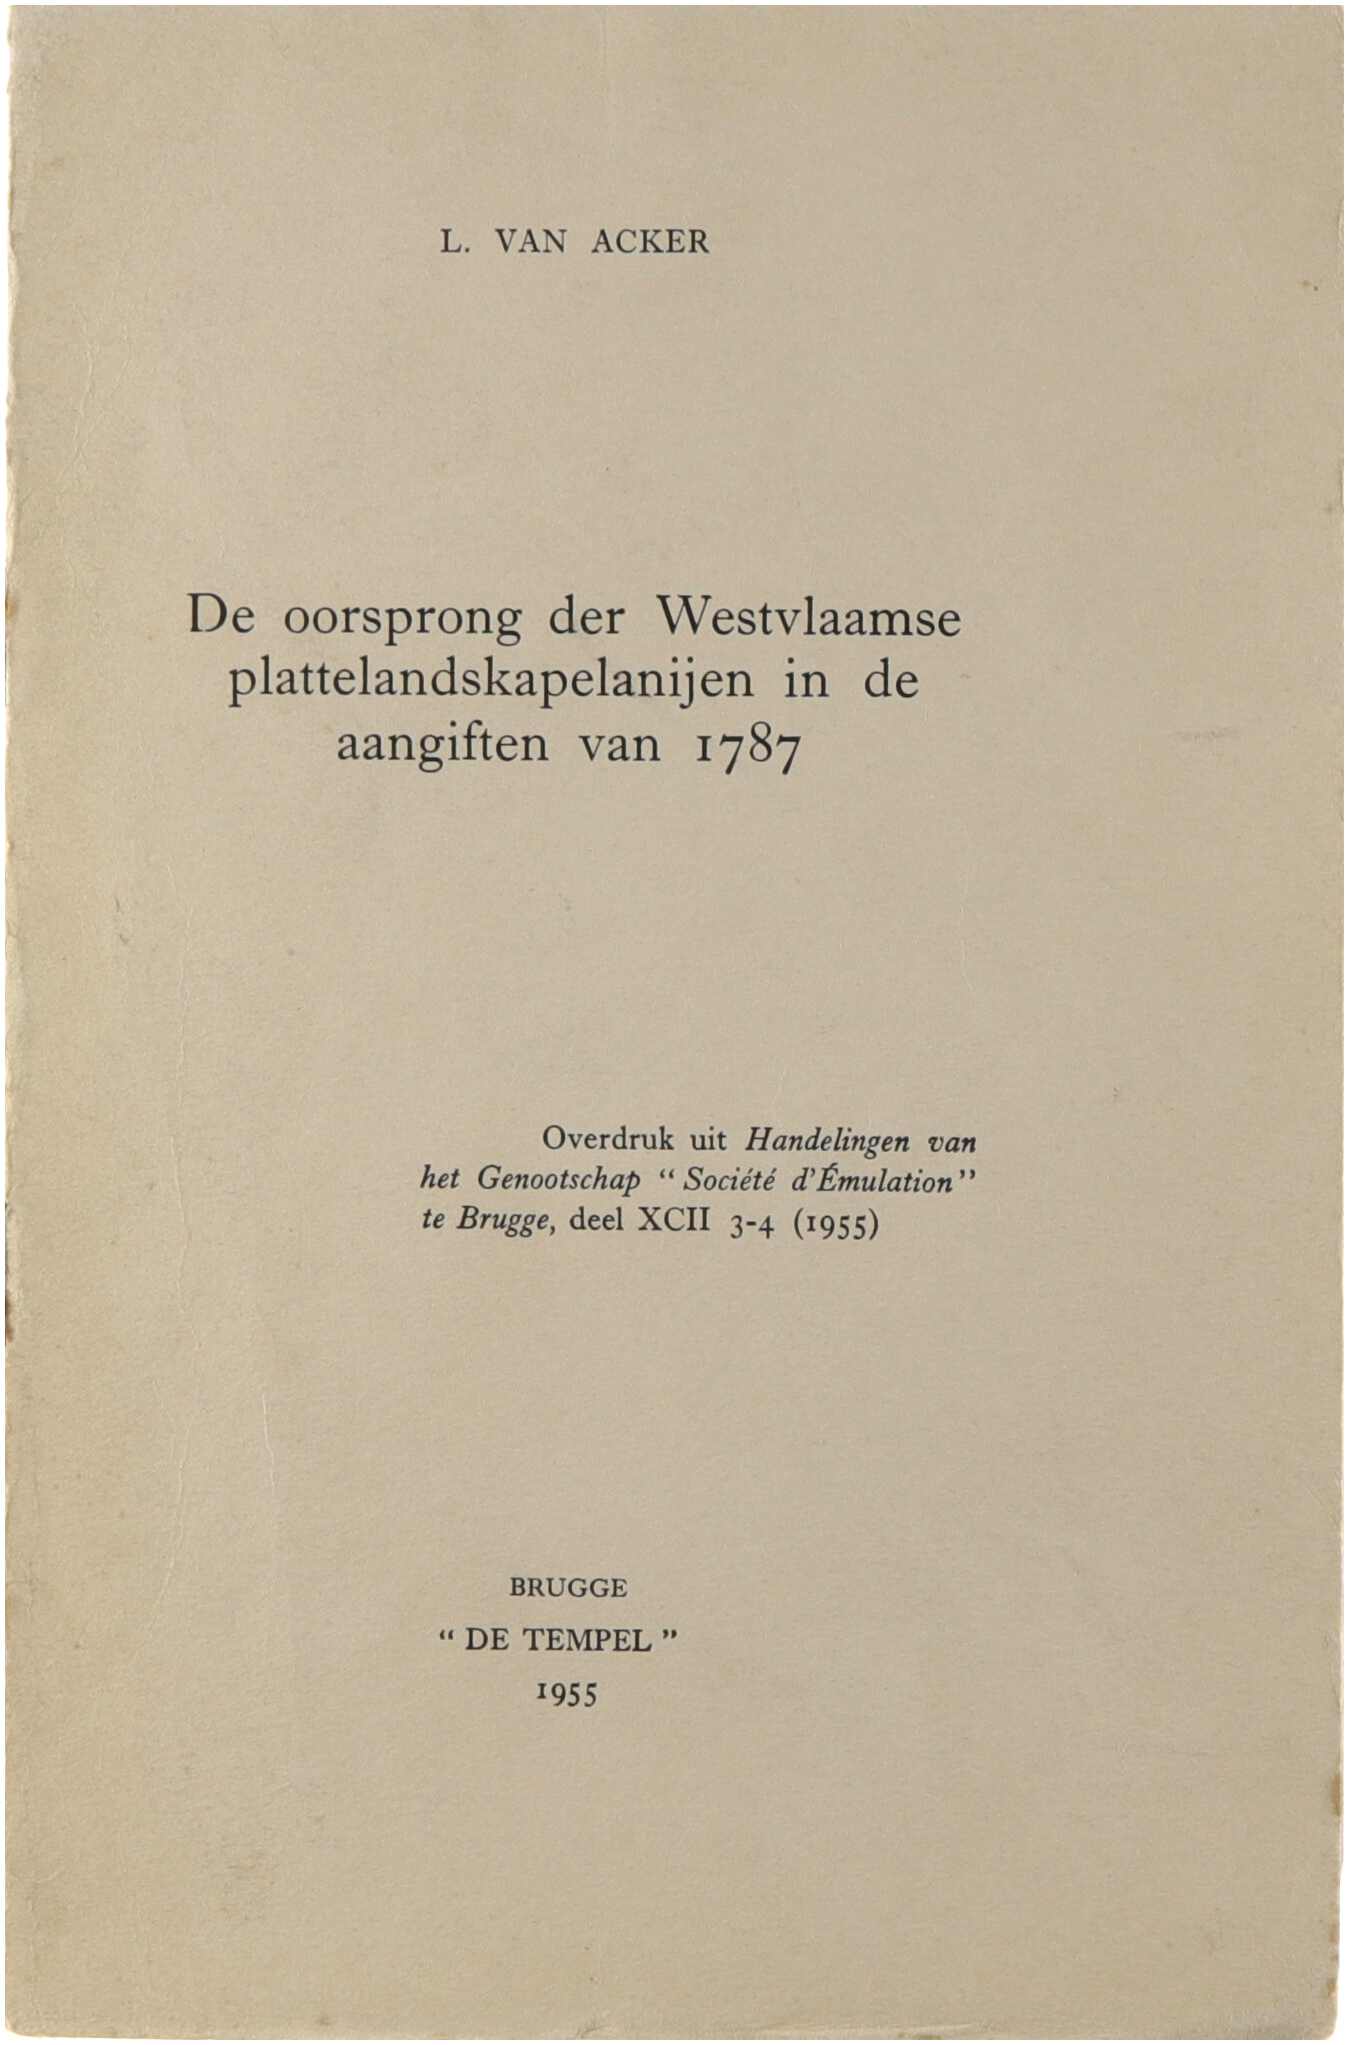 L. VAN ACKER
De oorsprong der Westvlaamse
plattelandskapelanijen in de
aangiften van 1787
Overdruk uit Handelingen van
het Genootschap “ Société d'Émulation ”
te Brugge, deel XCII 3-4 (1955)
BRUGGE
“ DE TEMPEL ”
1955